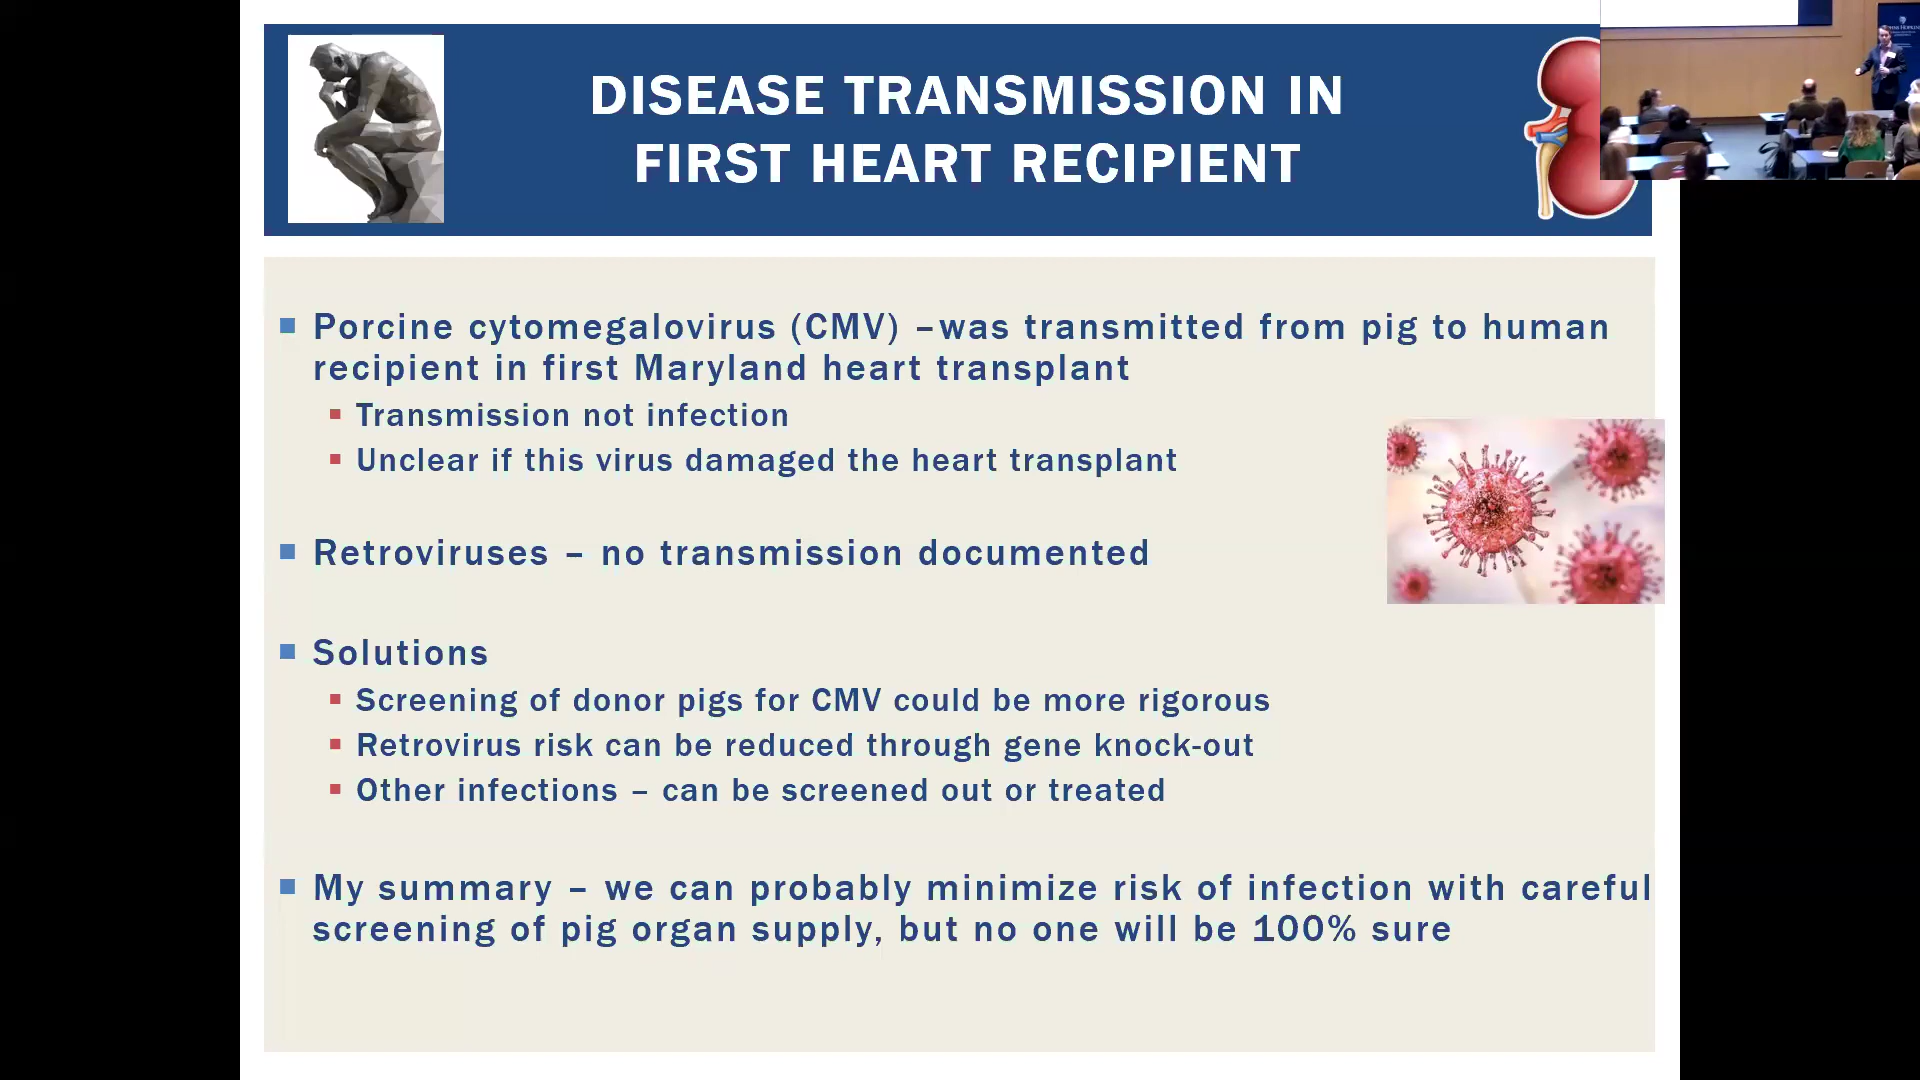 DISEASE TRANSMISSION IN
FIRST HEART RECIPIENT
Porcine cytomegalovirus (CMV) –was transmitted from pig to human
recipient in first Maryland heart transplant
Transmission not infection
Unclear if this virus damaged the heart transplant
Retroviruses – no transmission documented
Solutions
Screening of donor pigs for CMV could be more rigorous
Retrovirus risk can be reduced through gene knock-out
Other infections – can be screened out or treated
My summary – we can probably minimize risk of infection with careful
screening of pig organ supply, but no one will be 100% sure